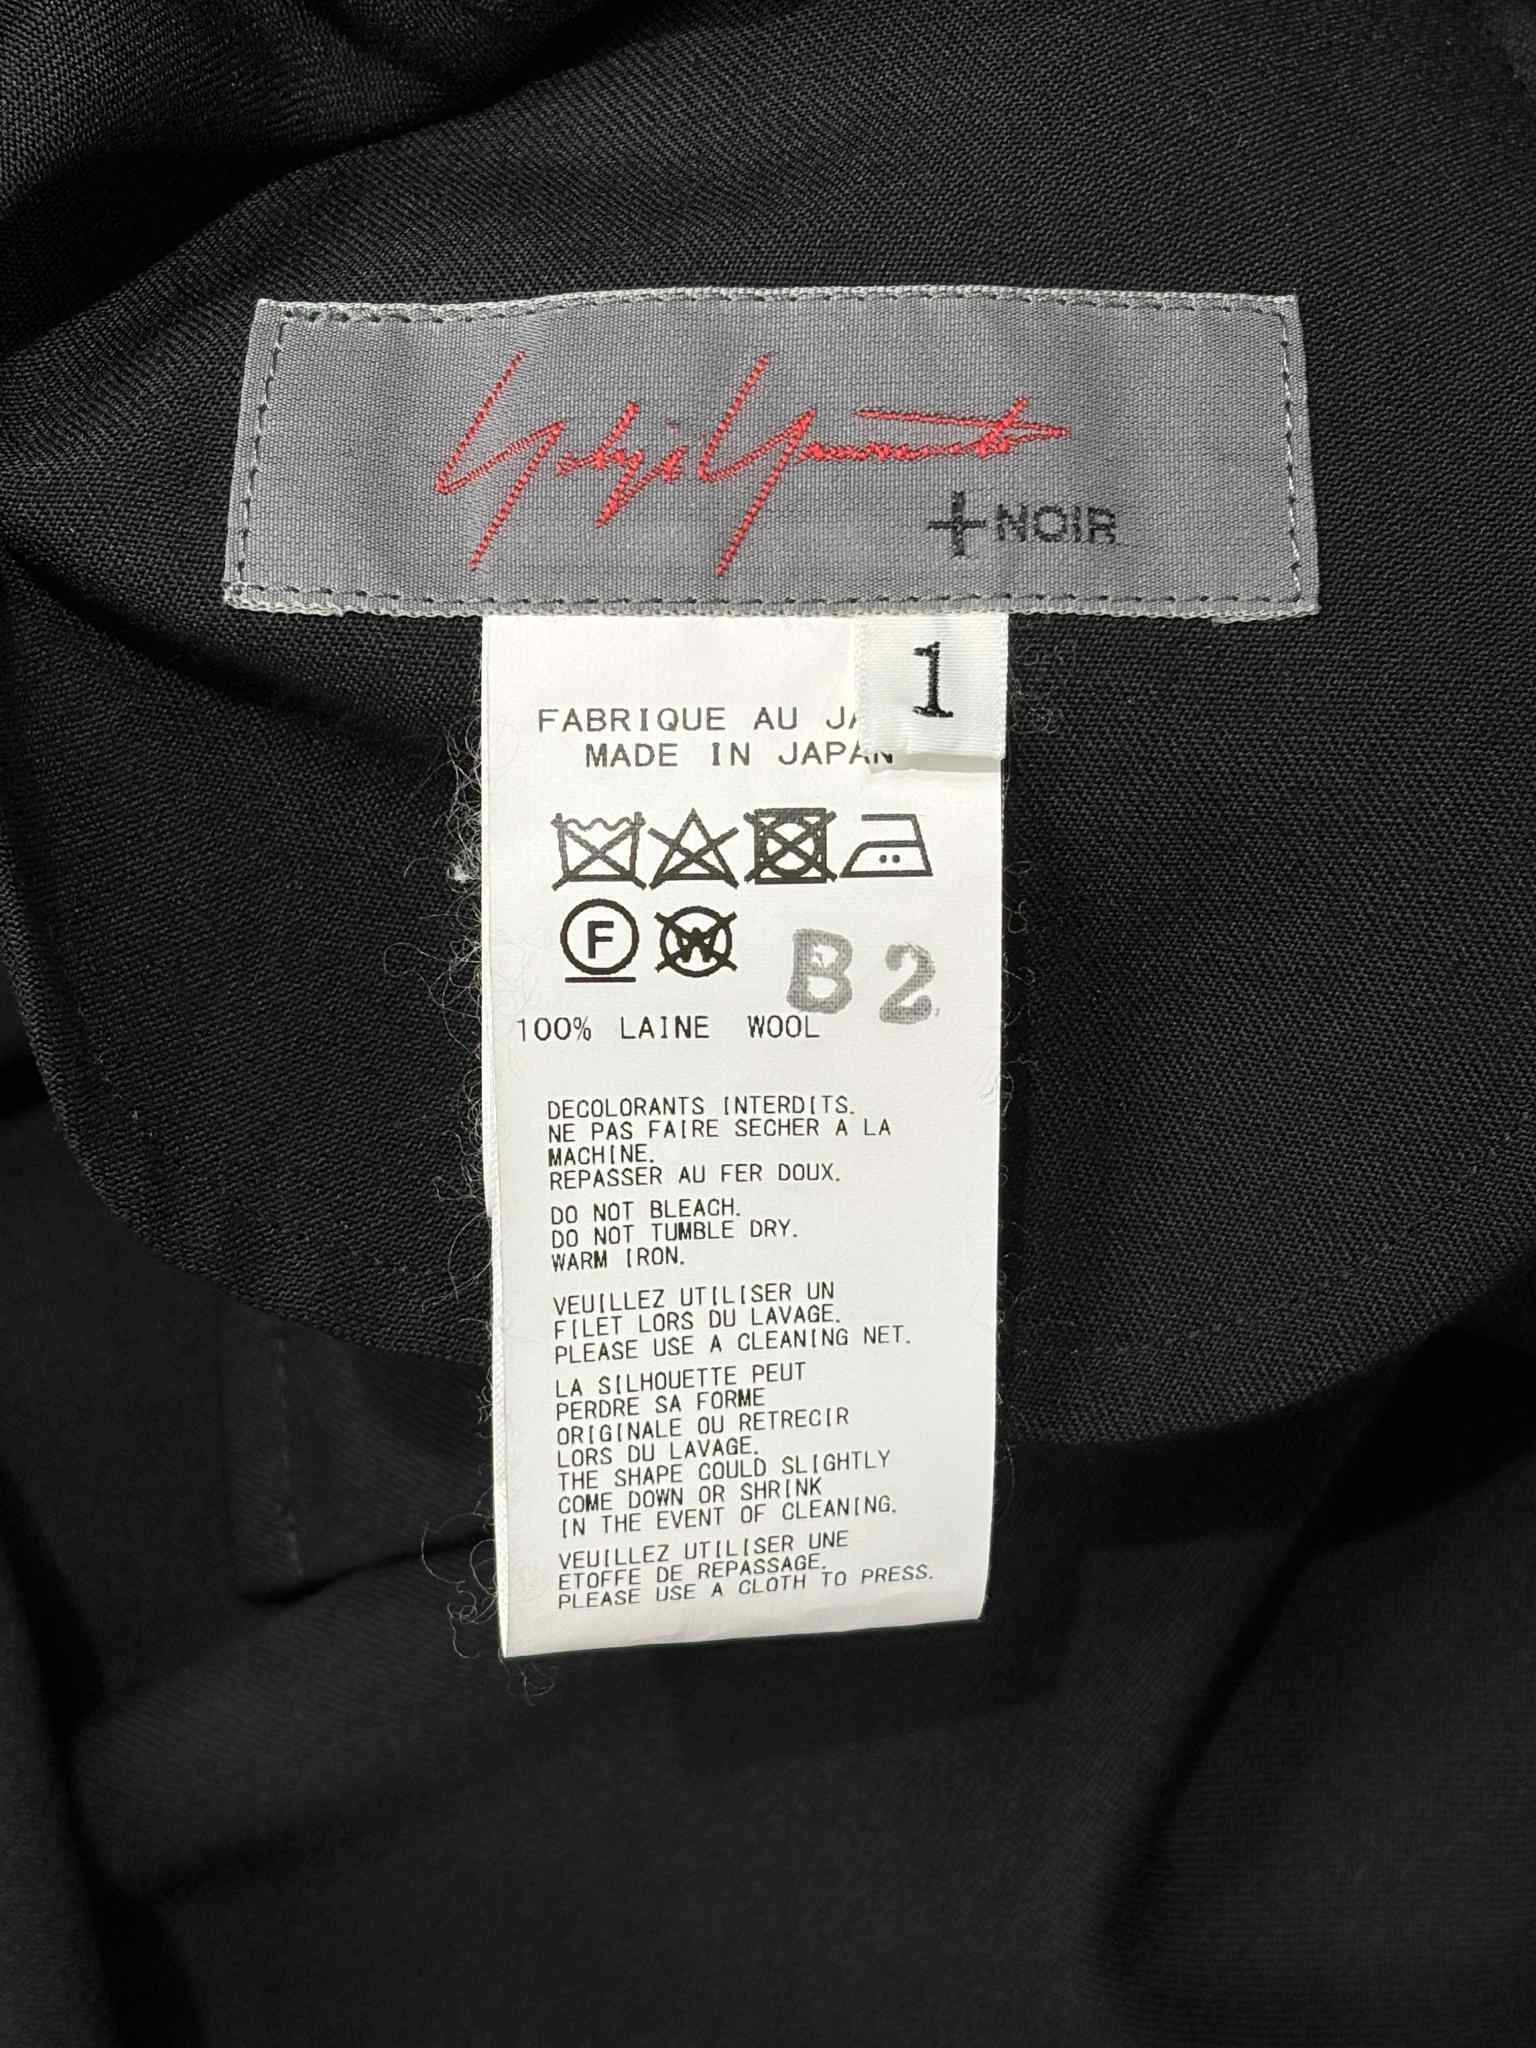 Yohji Yamamoto
+NOIR
1
FABRIQUE AU
MADE IN JAPAN
F
W
B2
100% LAINE WOOL
DECOLORANTS INTERDITS.
NE PAS FAIRE SECHER A LA
MACHINE.
REPASSER AU FER DOUX.
DO NOT BLEACH.
DO NOT TUMBLE DRY.
WARM IRON.
VEUILLEZ UTILISER UN
FILET LORS DU LAVAGE.
PLEASE USE A CLEANING NET.
LA SILHOUETTE PEUT
PERDRE SA FORME
ORIGINALE OU RETRECIR
LORS DU LAVAGE.
THE SHAPE COULD SLIGHTLY
COME DOWN OR SHRINK
IN THE EVENT OF CLEANING.
VEUILLEZ UTILISER UNE
ETOFFE DE REPASSAGE.
PLEASE USE A CLOTH TO PRESS.